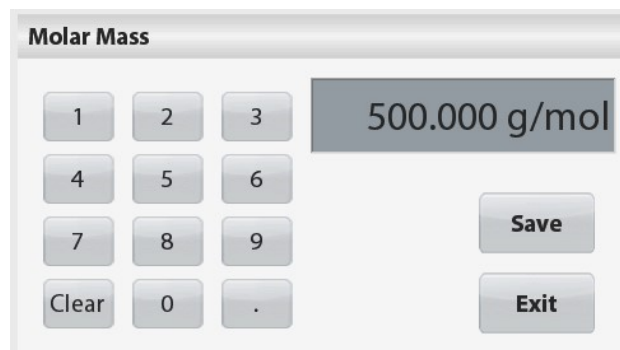 Molar Mass
1 2 3
500.000 g/mol
4 5 6
7 8 9
Save
Clear 0 .
Exit